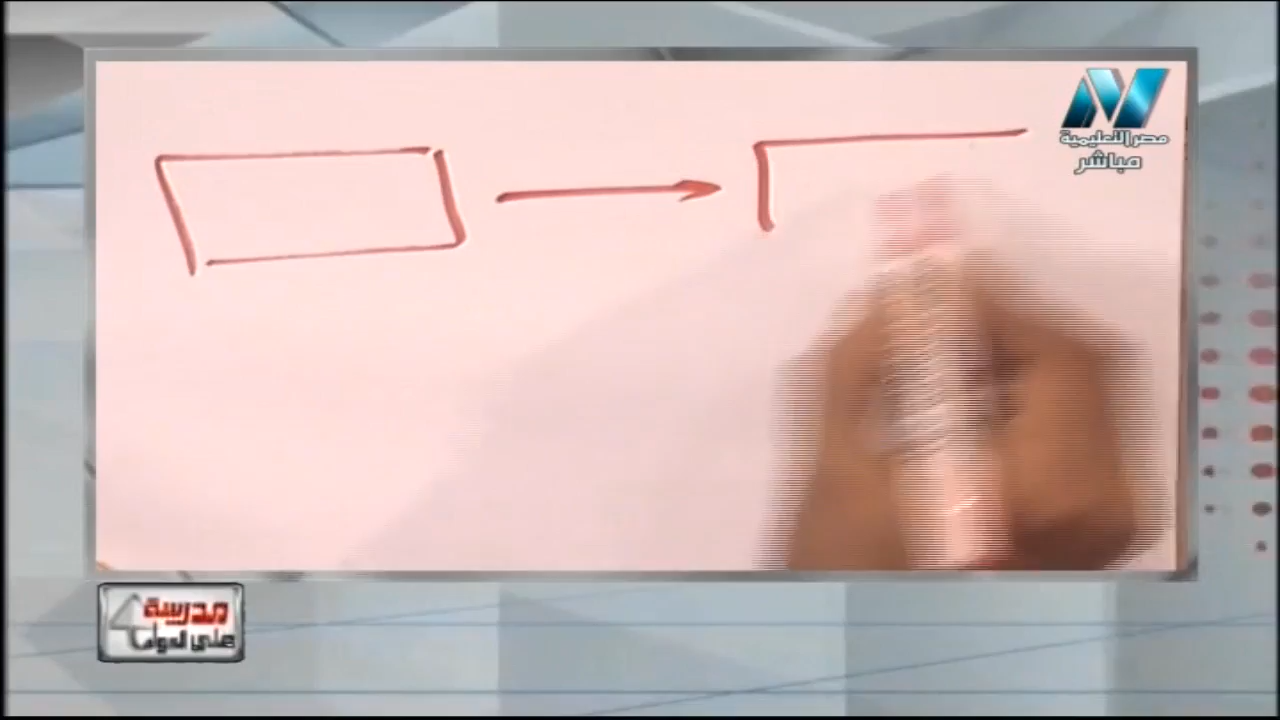 مصر التعليمية
مباشر
مدرسة
على الهواء